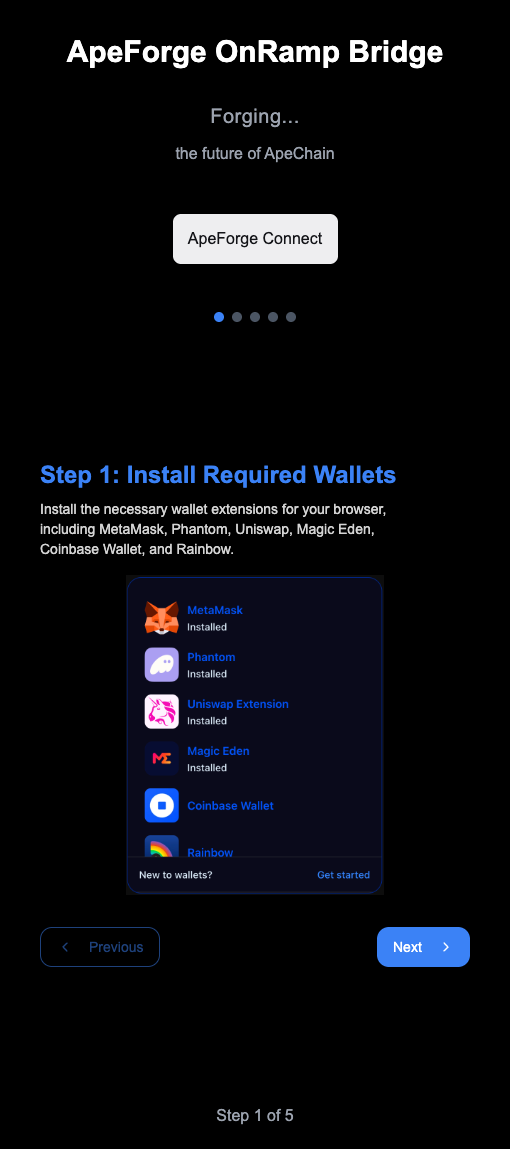 ApeForge OnRamp Bridge
Forging...
the future of ApeChain
ApeForge Connect
Step 1: Install Required Wallets
Install the necessary wallet extensions for your browser,
including MetaMask, Phantom, Uniswap, Magic Eden,
Coinbase Wallet, and Rainbow.
MetaMask
Installed
Phantom
Installed
Uniswap Extension
Installed
Magic Eden
Installed
Coinbase Wallet
Rainbow
New to wallets? Get started
Previous Next
Step 1 of 5